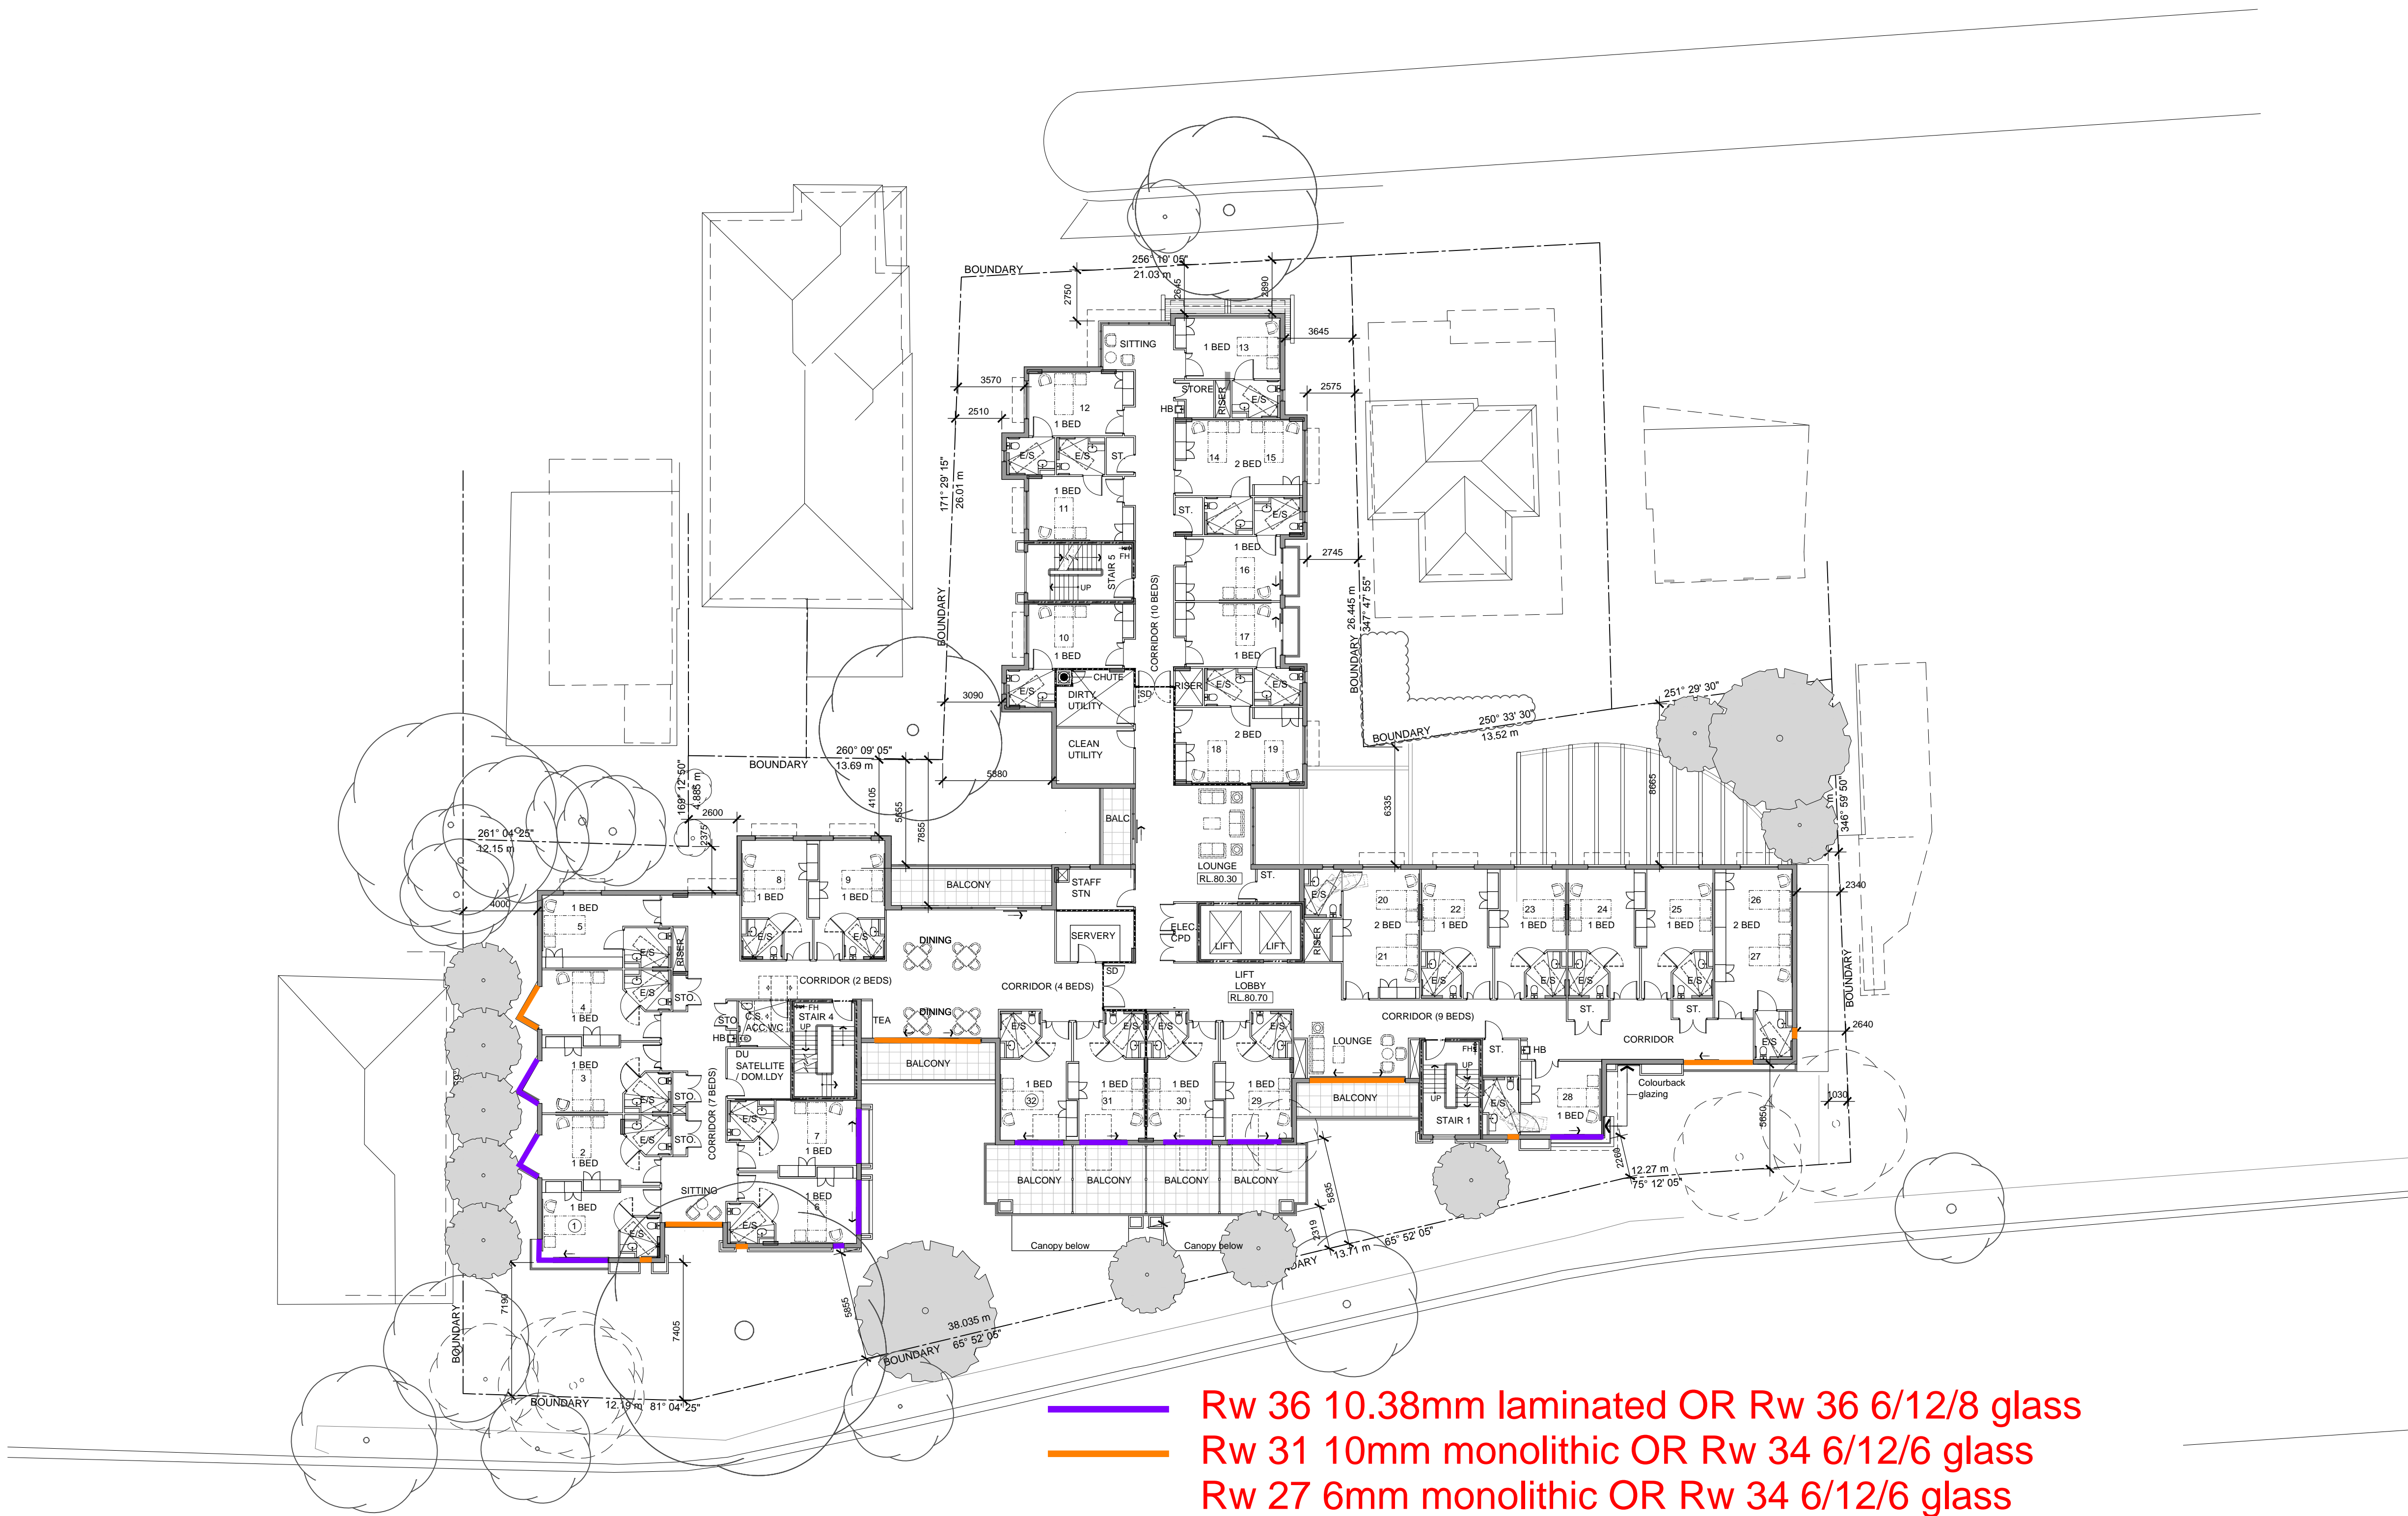 BOUNDARY
256° 10' 05"
21.03 m
2750
2645
2890
3645
SITTING
1 BED 13
3570
2510
12
1 BED
STORE
RISER
E/S
HB
2575
E/S
E/S
ST.
14
2 BED
15
171° 29' 15"
26.01 m
1 BED
11
ST.
E/S
STAIR 5
FH
UP
1 BED
16
2745
BOUNDARY
10
1 BED
CORRIDOR (10 BEDS)
17
1 BED
BOUNDARY
26.445 m
347° 47' 55"
E/S
CHUTE
DIRTY
UTILITY
SD
RISER
E/S
E/S
3090
CLEAN
UTILITY
2 BED
18
19
251° 29' 30"
250° 33' 30"
BOUNDARY
13.52 m
260° 09' 05"
BOUNDARY
13.69 m
5380
169° 12' 50"
4.885 m
4105
5655
7855
2600
2375
261° 04' 25"
12.15 m
BALC
6335
8665
346° 59' 50"
LOUNGE
RL.80.30
ST.
4000
1 BED
5
8
1 BED
9
1 BED
BALCONY
STAFF
STN
E/S
20
2 BED
21
22
1 BED
23
1 BED
24
1 BED
25
1 BED
26
2 BED
27
2340
E/S
RISER
E/S
E/S
DINING
SERVERY
ELEC.
CPD
LIFT
LIFT
RISER
E/S
E/S
E/S
E/S
BOUNDARY
4
1 BED
E/S
STO.
CORRIDOR (2 BEDS)
CORRIDOR (4 BEDS)
SD
LIFT
LOBBY
RL.80.70
STO
C.S.
ACC.WC
FH
STAIR 4
UP
TEA
DINING
E/S
E/S
E/S
E/S
CORRIDOR (9 BEDS)
ST.
ST.
2640
HB
LOUNGE
FH
ST.
HB
CORRIDOR
E/S
DU
SATELLITE
/ DOM.LDY
BALCONY
1 BED
3
E/S
STO.
1 BED
32
1 BED
31
1 BED
30
1 BED
29
BALCONY
UP
UP
STAIR 1
E/S
28
1 BED
Colourback
glazing
1030
5650
CORRIDOR (7 BEDS)
E/S
7
1 BED
2
1 BED
E/S
STO.
BALCONY
BALCONY
BALCONY
BALCONY
2260
12.27 m
75° 12' 05"
SITTING
1 BED
1
E/S
1 BED
6
E/S
5835
2319
Canopy below
Canopy below
13.71 m
65° 52' 05"
7190
7405
5855
38.035 m
BOUNDARY
65° 52' 05"
BOUNDARY
BOUNDARY
12.19 m
81° 04' 25"
Rw 36 10.38mm laminated OR Rw 36 6/12/8 glass
Rw 31 10mm monolithic OR Rw 34 6/12/6 glass
Rw 27 6mm monolithic OR Rw 34 6/12/6 glass